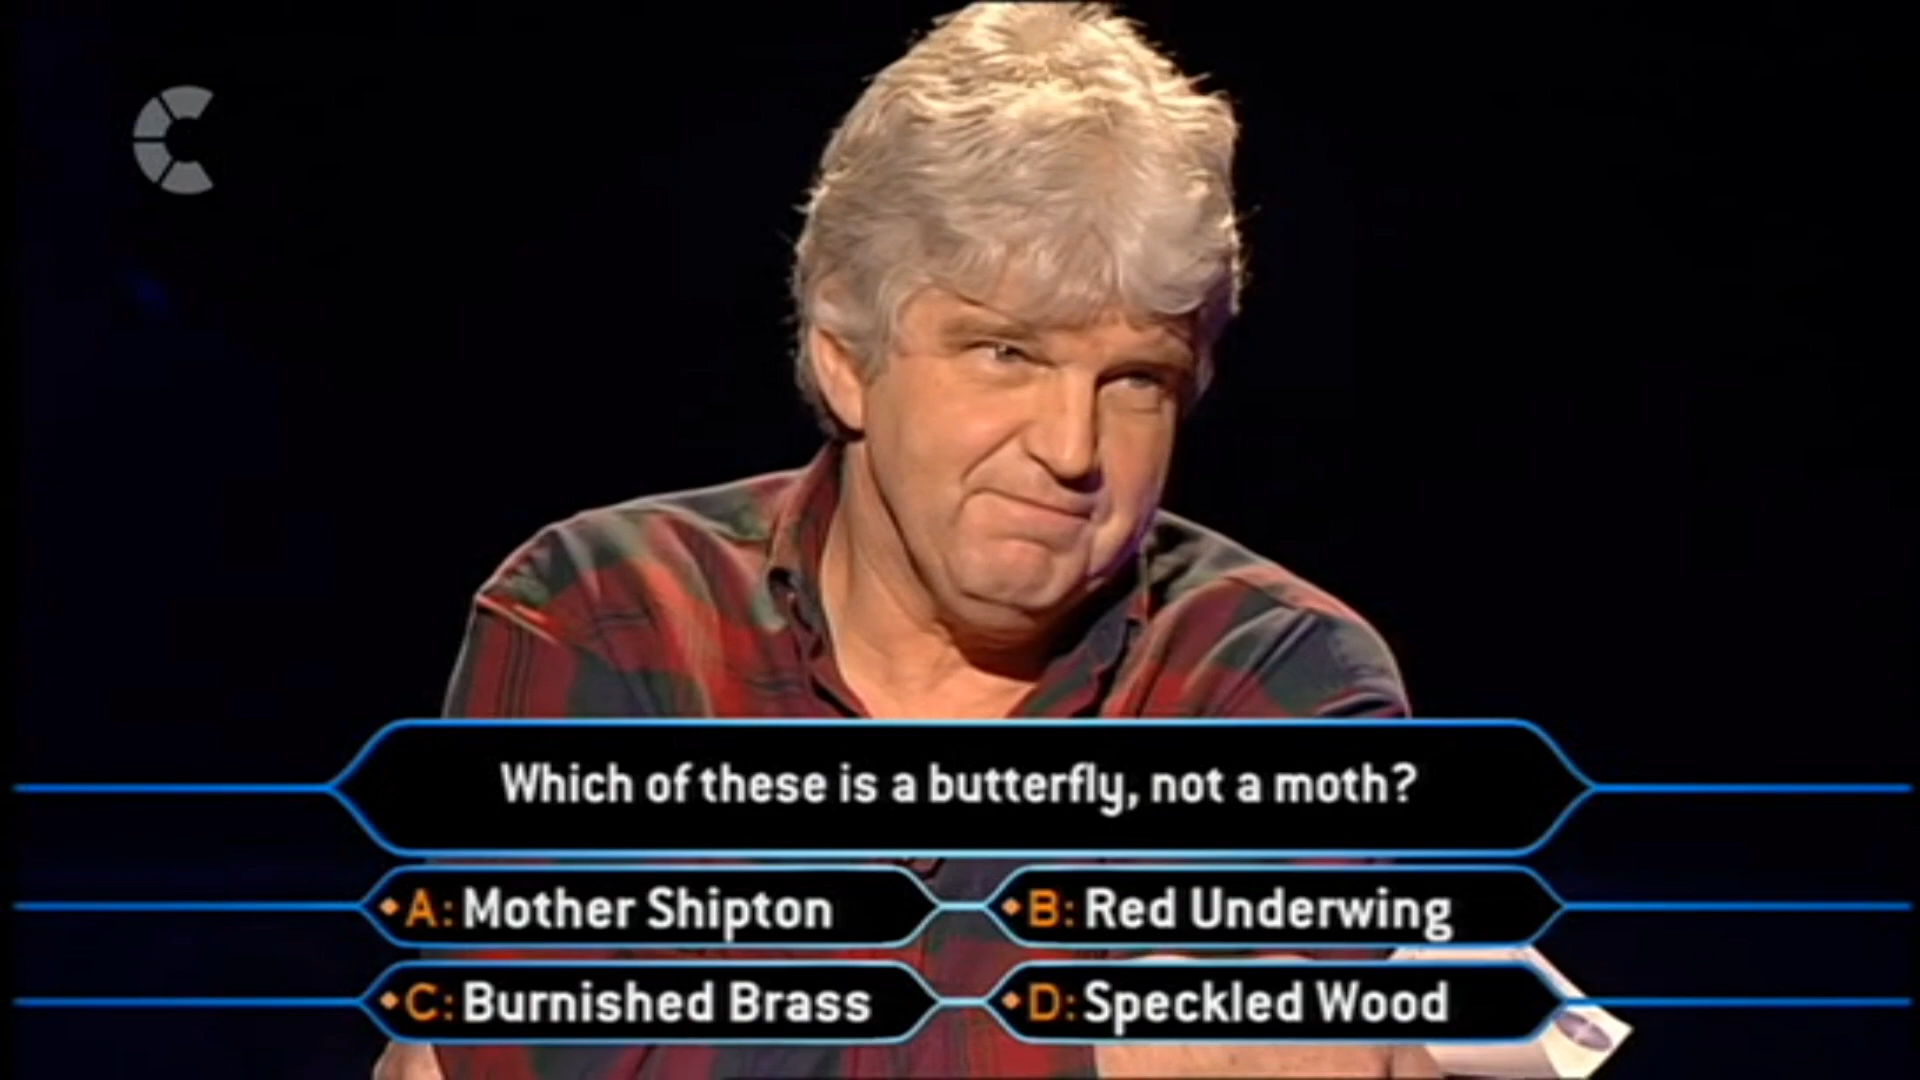 Which of these is a butterfly, not a moth?
A: Mother Shipton
B: Red Underwing
C: Burnished Brass
D: Speckled Wood